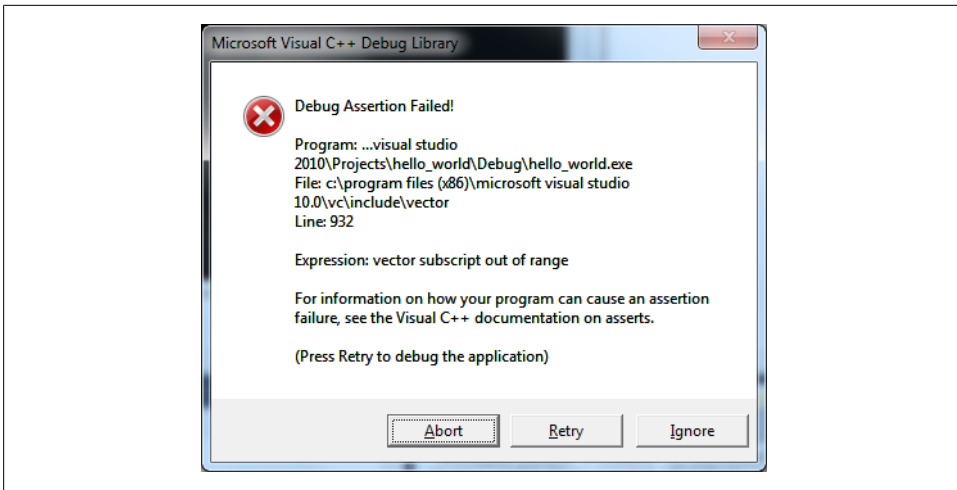 Microsoft Visual C++ Debug Library
Debug Assertion Failed!
Program: ...visual studio
2010\Projects\hello_world\Debug\hello_world.exe
File: c:\program files (x86)\microsoft visual studio
10.0\vc\include\vector
Line: 932
Expression: vector subscript out of range
For information on how your program can cause an assertion
failure, see the Visual C++ documentation on asserts.
(Press Retry to debug the application)
Abort
Retry
Ignore